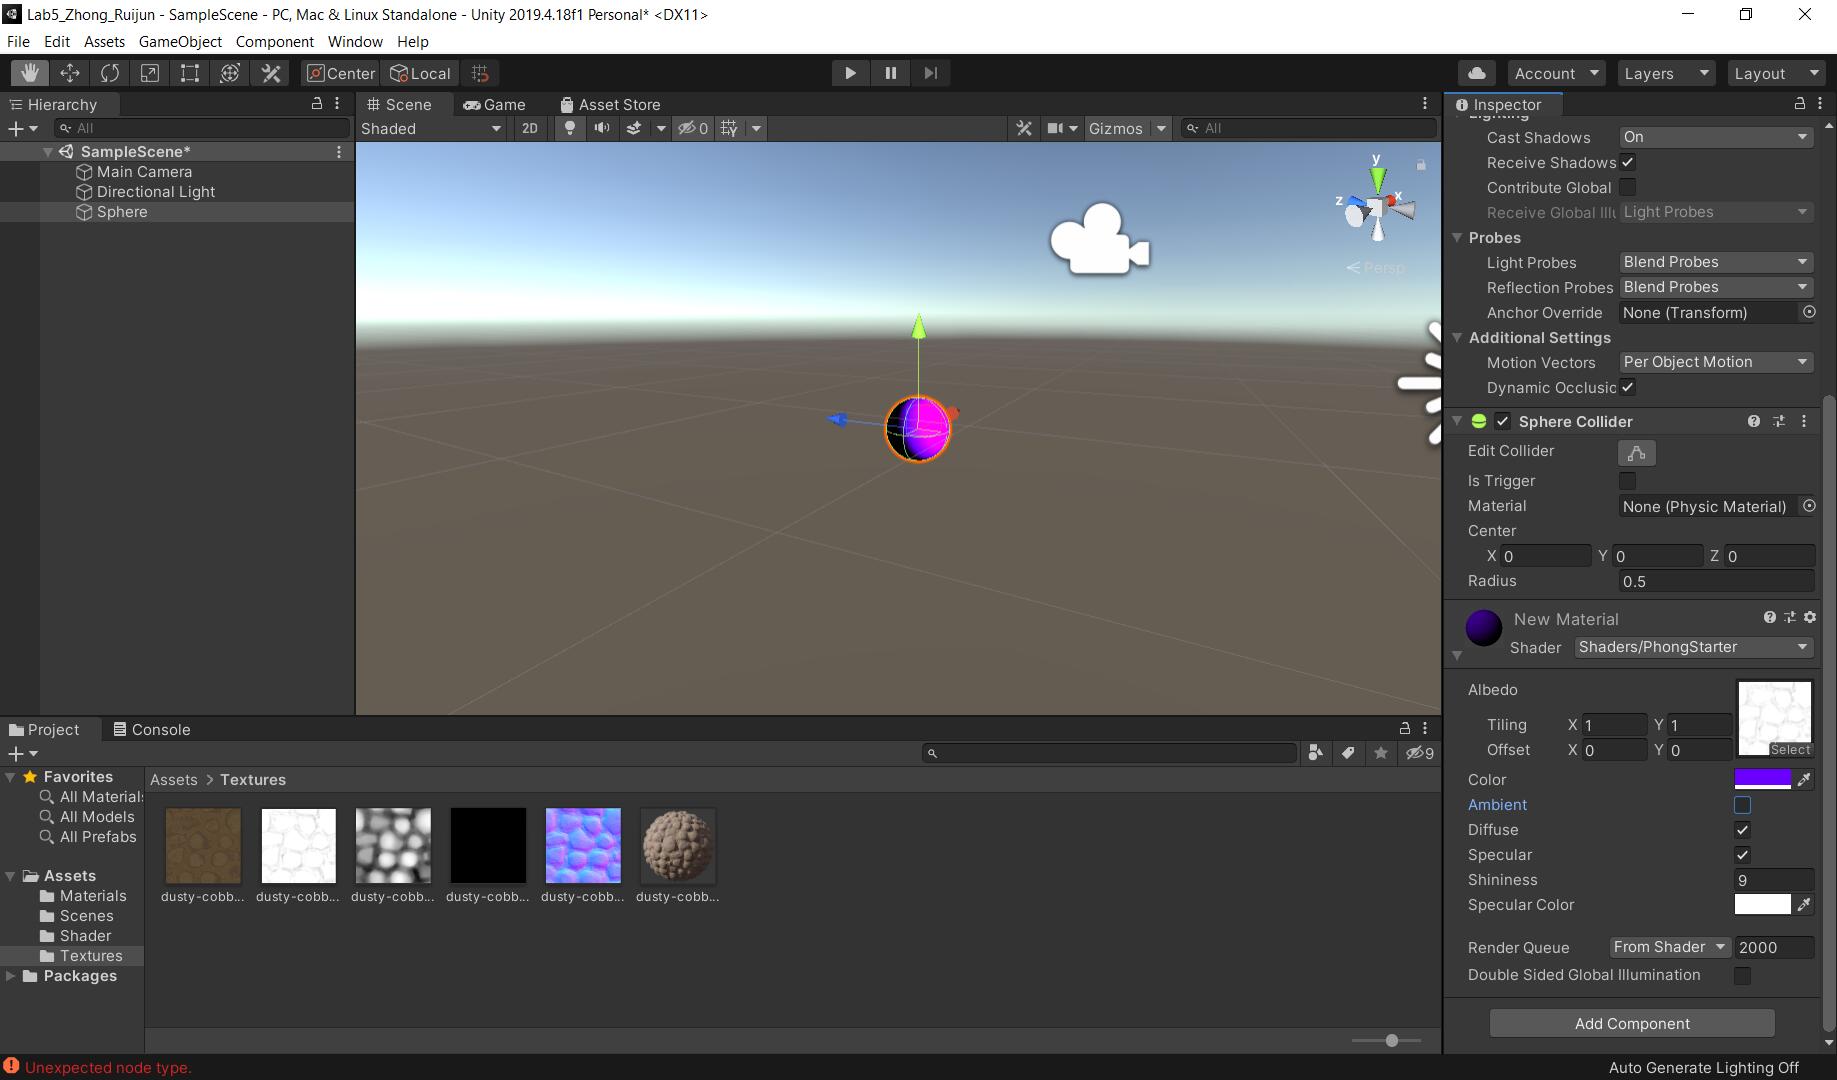 Lab5_Zhong_Ruijun - SampleScene - PC, Mac & Linux Standalone - Unity 2019.4.18f1 Personal* <DX11>
File Edit Assets GameObject Component Window Help
Center Local Account Layers Layout
Hierarchy
All
SampleScene*
Main Camera
Directional Light
Sphere
Scene Game Asset Store
Shaded 2D 0 Gizmos All
y
z x
Persp
Inspector
Lighting
Cast Shadows On
Receive Shadows
Contribute Global
Receive Global Illu Light Probes
Probes
Light Probes Blend Probes
Reflection Probes Blend Probes
Anchor Override None (Transform)
Additional Settings
Motion Vectors Per Object Motion
Dynamic Occlusio
Sphere Collider
Edit Collider
Is Trigger
Material None (Physic Material)
Center
X 0 Y 0 Z 0
Radius 0.5
New Material
Shader Shaders/PhongStarter
Albedo
Tiling X 1 Y 1
Offset X 0 Y 0
Select
Color
Ambient
Diffuse
Specular
Shininess 9
Specular Color
Render Queue From Shader 2000
Double Sided Global Illumination
Add Component
Project Console
9
Favorites
All Materials
All Models
All Prefabs
Assets
Materials
Scenes
Shader
Textures
Packages
Assets > Textures
dusty-cobb... dusty-cobb... dusty-cobb... dusty-cobb... dusty-cobb... dusty-cobb...
Unexpected node type.
Auto Generate Lighting Off